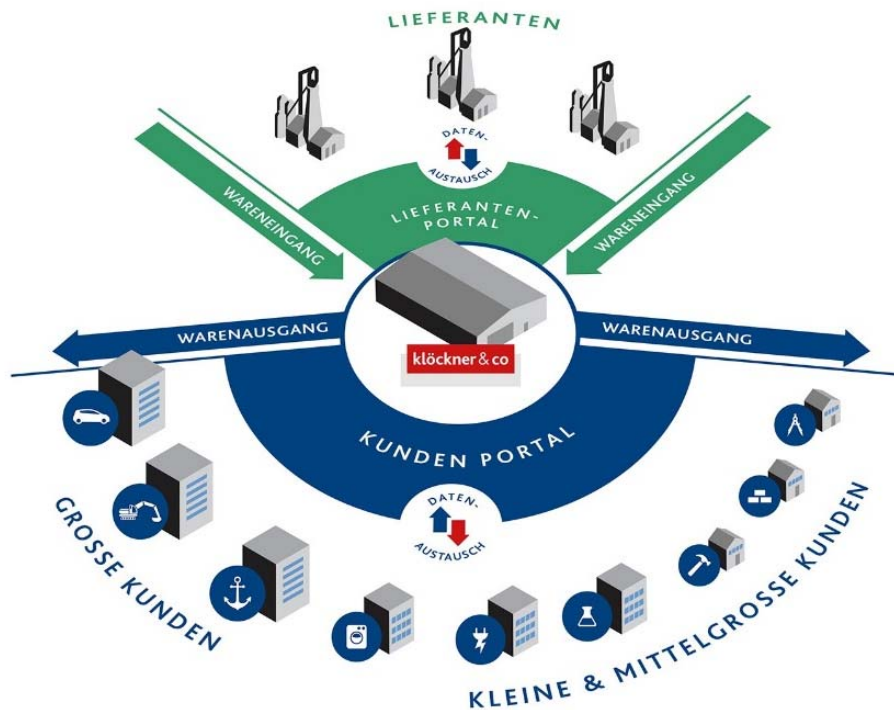 LIEFERANTEN
DATEN-
AUSTAUSCH
WARENEINGANG
LIEFERANTEN-
PORTAL
WARENEINGANG
WARENAUSGANG
klöckner & co
WARENAUSGANG
KUNDEN PORTAL
DATEN-
AUSTAUSCH
GROSSE KUNDEN
KLEINE & MITTELGROSSE KUNDEN